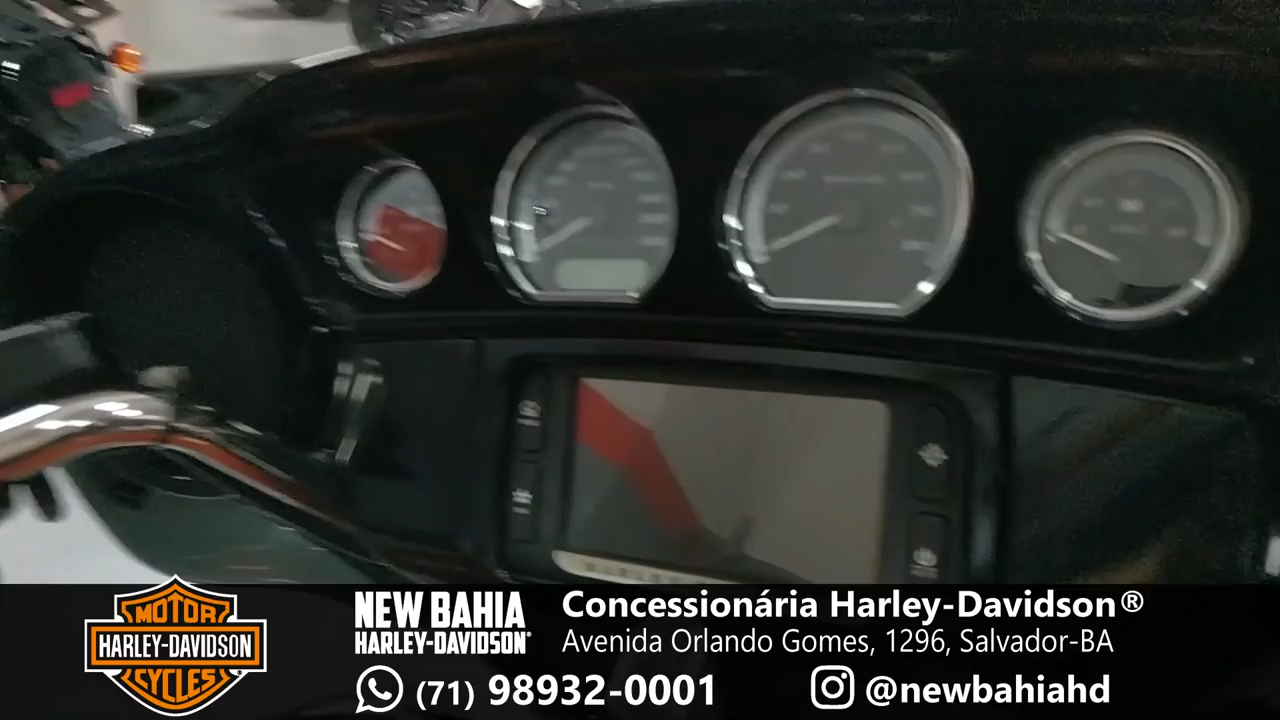 MOTOR
HARLEY-DAVIDSON
CYCLES
NEW BAHIA
HARLEY-DAVIDSON
Concessionária Harley-Davidson®
Avenida Orlando Gomes, 1296, Salvador-BA
(71) 98932-0001
@newbahiahd